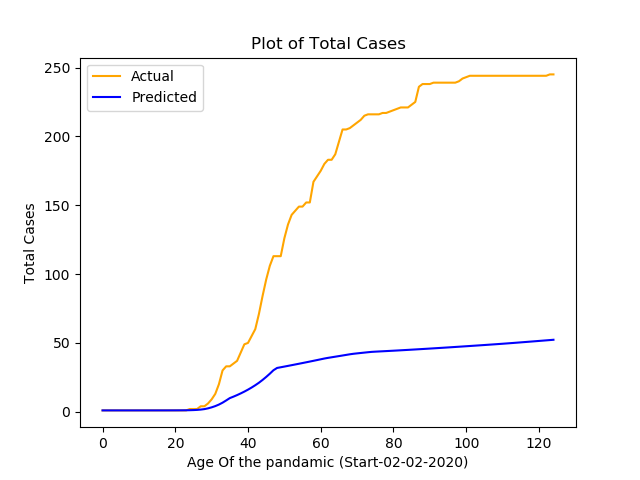 Plot of Total Cases
Actual
Predicted
250
200
150
100
50
0
Total Cases
0 20 40 60 80 100 120
Age Of the pandamic (Start-02-02-2020)